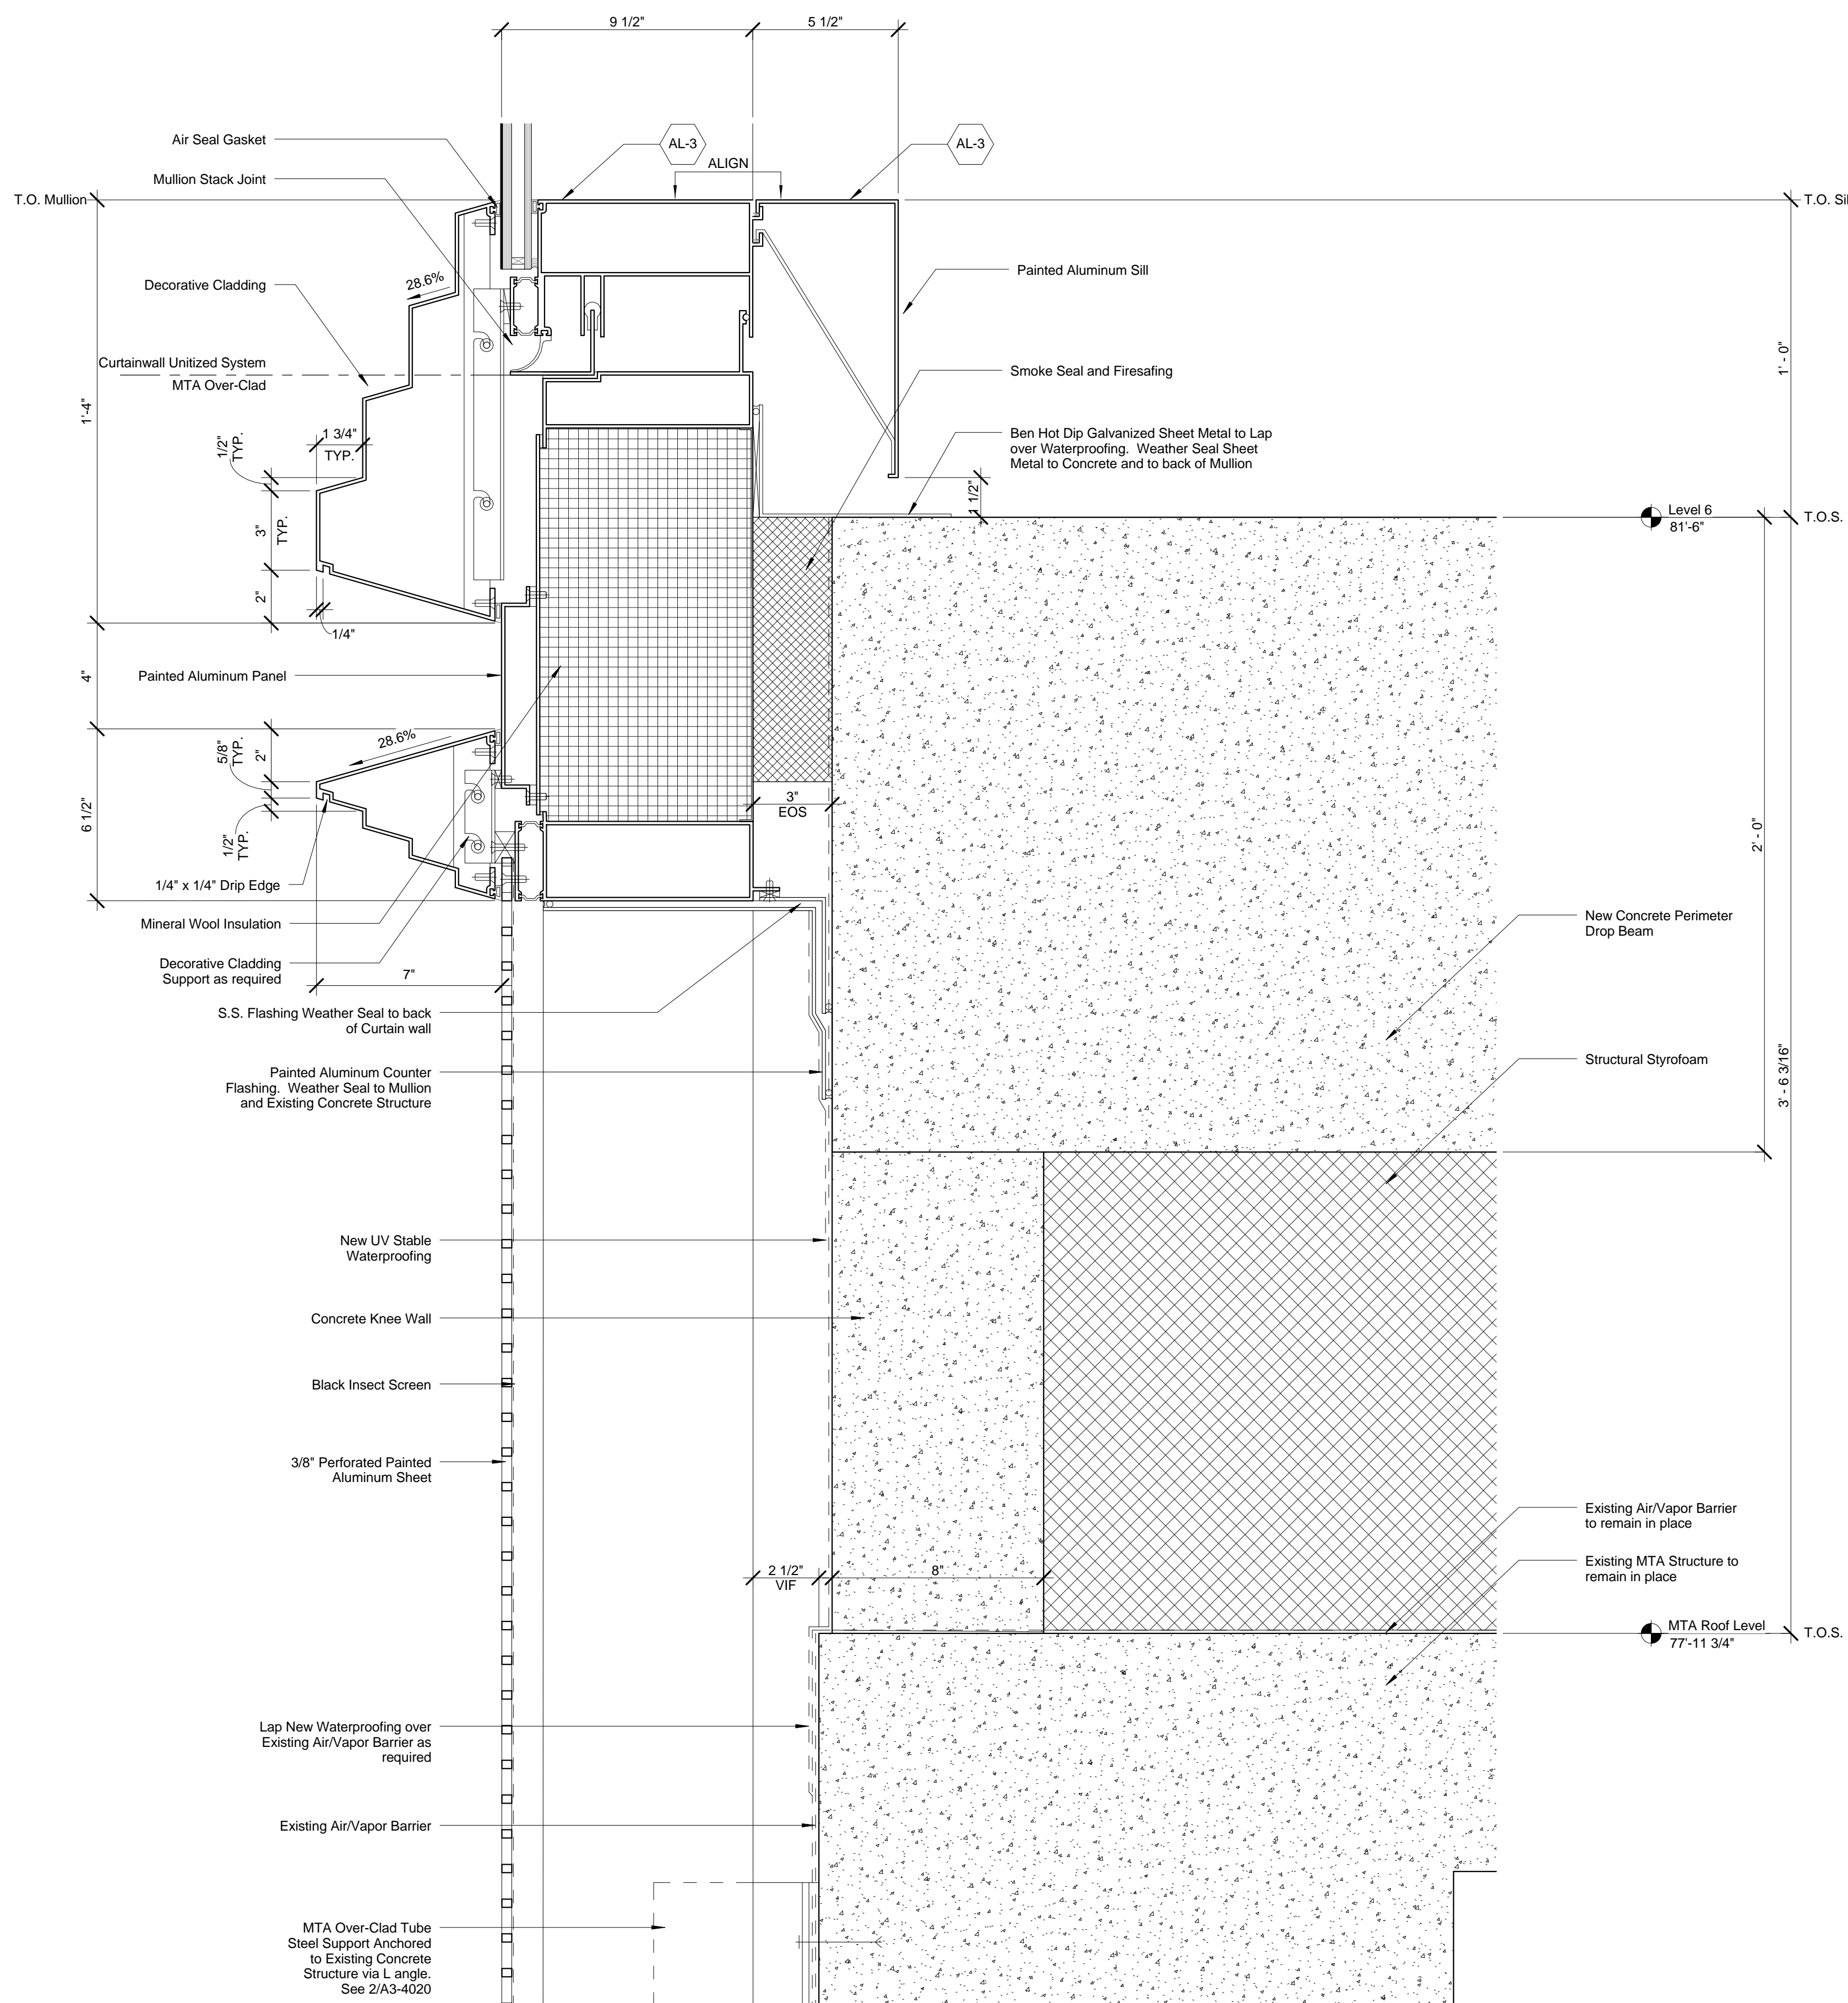 9 1/2"
5 1/2"
Air Seal Gasket
AL-3
AL-3
ALIGN
Mullion Stack Joint
T.O. Mullion
T.O. Sil
28.6%
Decorative Cladding
Painted Aluminum Sill
Curtainwall Unitized System
MTA Over-Clad
1' - 0"
Smoke Seal and Firesafing
1'-4"
1/2"
TYP.
1 3/4"
TYP.
Ben Hot Dip Galvanized Sheet Metal to Lap
over Waterproofing. Weather Seal Sheet
Metal to Concrete and to back of Mullion
1 1/2"
Level 6
81'-6"
T.O.S.
3"
TYP.
2"
1/4"
4"
Painted Aluminum Panel
5/8"
TYP.
2"
28.6%
6 1/2"
3"
EOS
1/2"
TYP.
2' - 0"
1/4" x 1/4" Drip Edge
Mineral Wool Insulation
New Concrete Perimeter
Drop Beam
Decorative Cladding
Support as required
7"
S.S. Flashing Weather Seal to back
of Curtain wall
3' - 6 3/16"
Structural Styrofoam
Painted Aluminum Counter
Flashing. Weather Seal to Mullion
and Existing Concrete Structure
New UV Stable
Waterproofing
Concrete Knee Wall
Black Insect Screen
3/8" Perforated Painted
Aluminum Sheet
Existing Air/Vapor Barrier
to remain in place
Existing MTA Structure to
remain in place
2 1/2"
VIF
8"
MTA Roof Level
77'-11 3/4"
T.O.S.
Lap New Waterproofing over
Existing Air/Vapor Barrier as
required
Existing Air/Vapor Barrier
MTA Over-Clad Tube
Steel Support Anchored
to Existing Concrete
Structure via L angle.
See 2/A3-4020